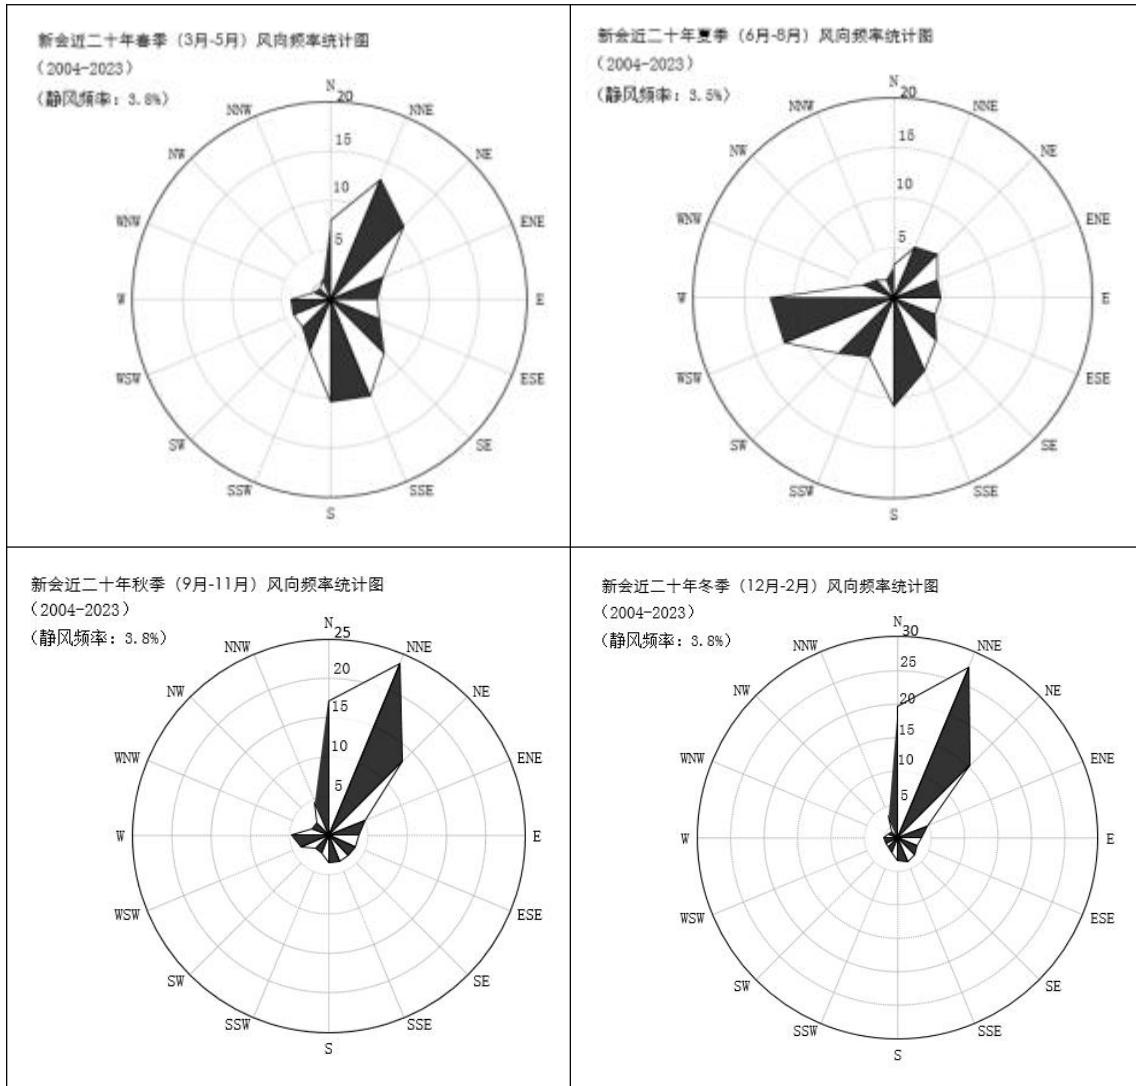 新会近二十年春季（3月-5月）风向频率统计图
（2004-2023）
（静风频率：3.8%）
N
20
NNE
NE
ENE
E
ESE
SE
SSE
S
SSW
SW
WSW
W
WNW
NW
NNW
15
10
5
新会近二十年夏季（6月-8月）风向频率统计图
（2004-2023）
（静风频率：3.5%）
N
20
NNE
NE
ENE
E
ESE
SE
SSE
S
SSW
SW
WSW
W
WNW
NW
NNW
15
10
5
新会近二十年秋季（9月-11月）风向频率统计图
（2004-2023）
（静风频率：3.8%）
N
25
NNE
NE
ENE
E
ESE
SE
SSE
S
SSW
SW
WSW
W
WNW
NW
NNW
20
15
10
5
新会近二十年冬季（12月-2月）风向频率统计图
（2004-2023）
（静风频率：3.8%）
N
30
NNE
NE
ENE
E
ESE
SE
SSE
S
SSW
SW
WSW
W
WNW
NW
NNW
25
20
15
10
5